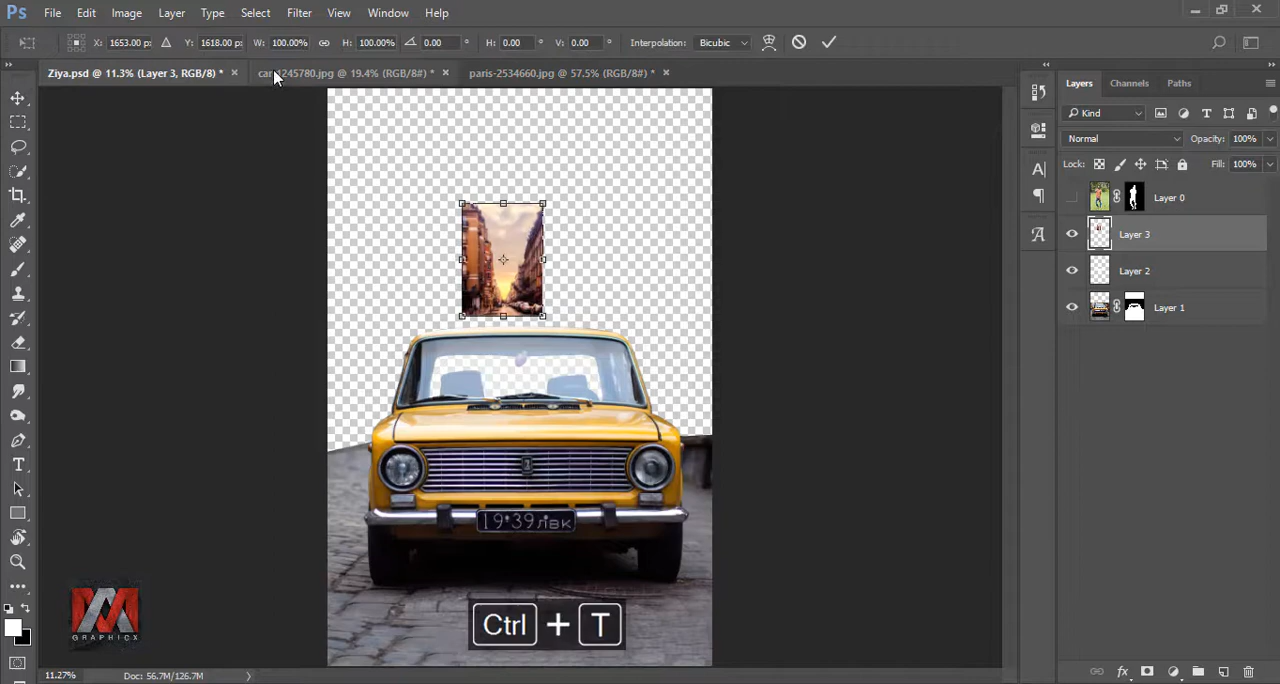 Ps File Edit Image Layer Type Select Filter View Window Help
X: 1653.00 px Y: 1618.00 px W: 100.00% H: 100.00% 0.00 ° H: 0.00 ° V: 0.00 ° Interpolation: Bicubic
Ziya.psd @ 11.3% (Layer 3, RGB/8) * × 1245780.jpg @ 19.4% (RGB/8#) * × paris-2534660.jpg @ 57.5% (RGB/8#) * ×
Layers Channels Paths
Kind
Normal Opacity: 100%
Lock: Fill: 100%
Layer 0
Layer 3
Layer 2
Layer 1
19*39ЛВК
GRAPHICX
Ctrl + T
11.27% Doc: 56.7M/126.7M